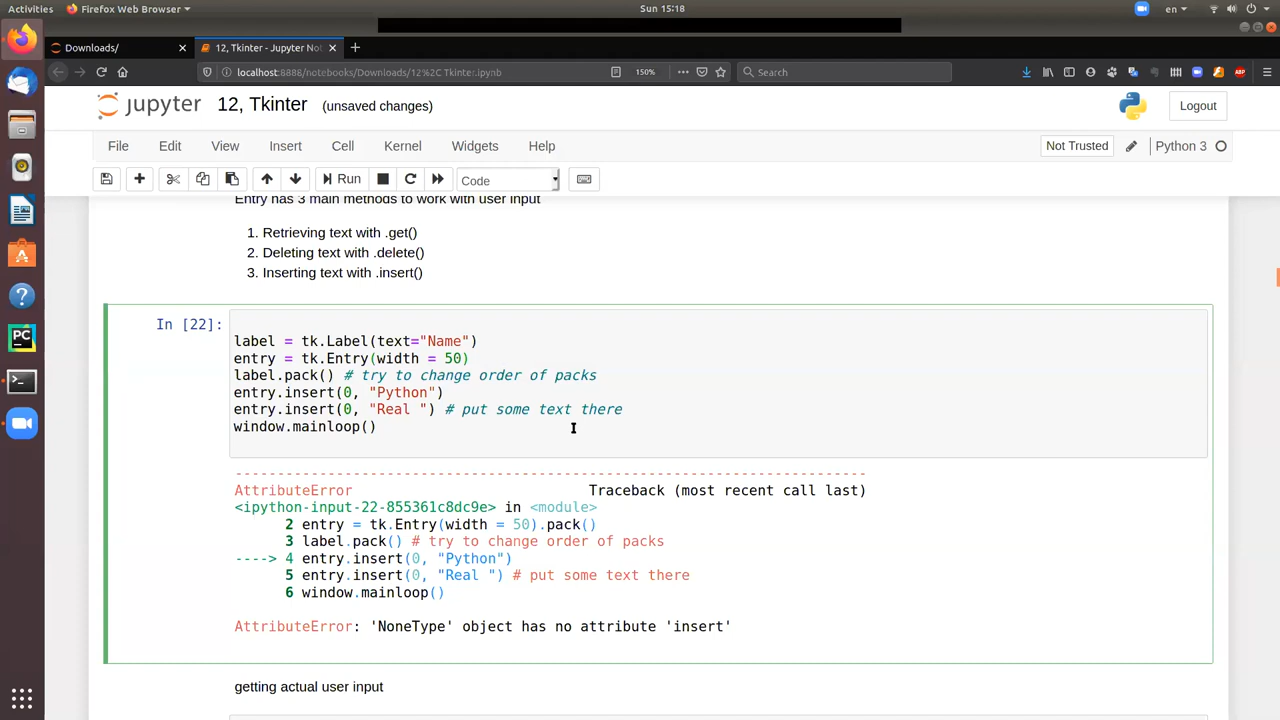 Activities Firefox Web Browser Sun 15:18 en
Downloads/ 12, Tkinter - Jupyter No
localhost:8888/notebooks/Downloads/12%2C Tkinter.ipynb 150% Search ABP
jupyter 12, Tkinter (unsaved changes) Logout
File Edit View Insert Cell Kernel Widgets Help Not Trusted Python 3
Run Code
Entry has 3 main methods to work with user input
1. Retrieving text with .get()
2. Deleting text with .delete()
3. Inserting text with .insert()
In [22]:
label = tk.Label(text="Name")
entry = tk.Entry(width = 50)
label.pack() # try to change order of packs
entry.insert(0, "Python")
entry.insert(0, "Real ") # put some text there
window.mainloop()
---------------------------------------------------------------------------
AttributeError Traceback (most recent call last)
<ipython-input-22-855361c8dc9e> in <module>
2 entry = tk.Entry(width = 50).pack()
3 label.pack() # try to change order of packs
----> 4 entry.insert(0, "Python")
5 entry.insert(0, "Real ") # put some text there
6 window.mainloop()
AttributeError: 'NoneType' object has no attribute 'insert'
getting actual user input
PC